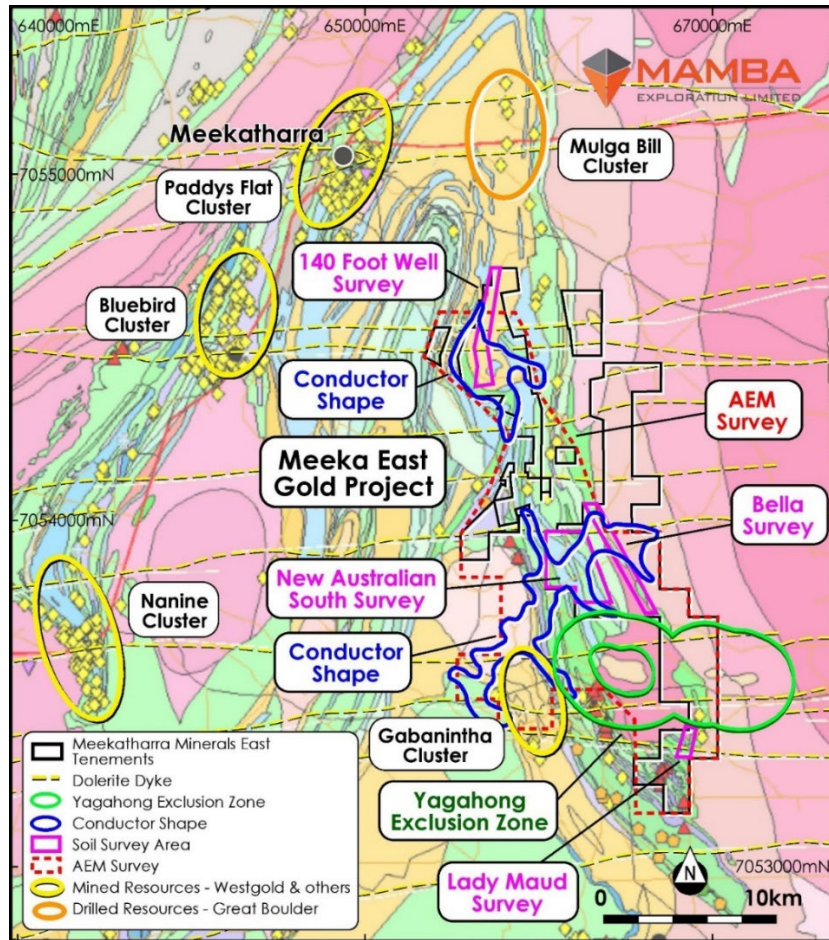 640000mE
650000mE
670000mE
MAMBA
EXPLORATION LIMITED
Meekatharra
Mulga Bill
Cluster
7055000mN
Paddys Flat
Cluster
140 Foot Well
Survey
Bluebird
Cluster
Conductor
Shape
AEM
Survey
Meeka East
Gold Project
Bella
Survey
7054000mN
New Australian
South Survey
Nanine
Cluster
Conductor
Shape
Gabanintha
Cluster
Yagahong
Exclusion Zone
Lady Maud
Survey
7053000mN
N
0 10km
Meekatharra Minerals East
Tenements
Dolerite Dyke
Yagahong Exclusion Zone
Conductor Shape
Soil Survey Area
AEM Survey
Mined Resources - Westgold & others
Drilled Resources - Great Boulder